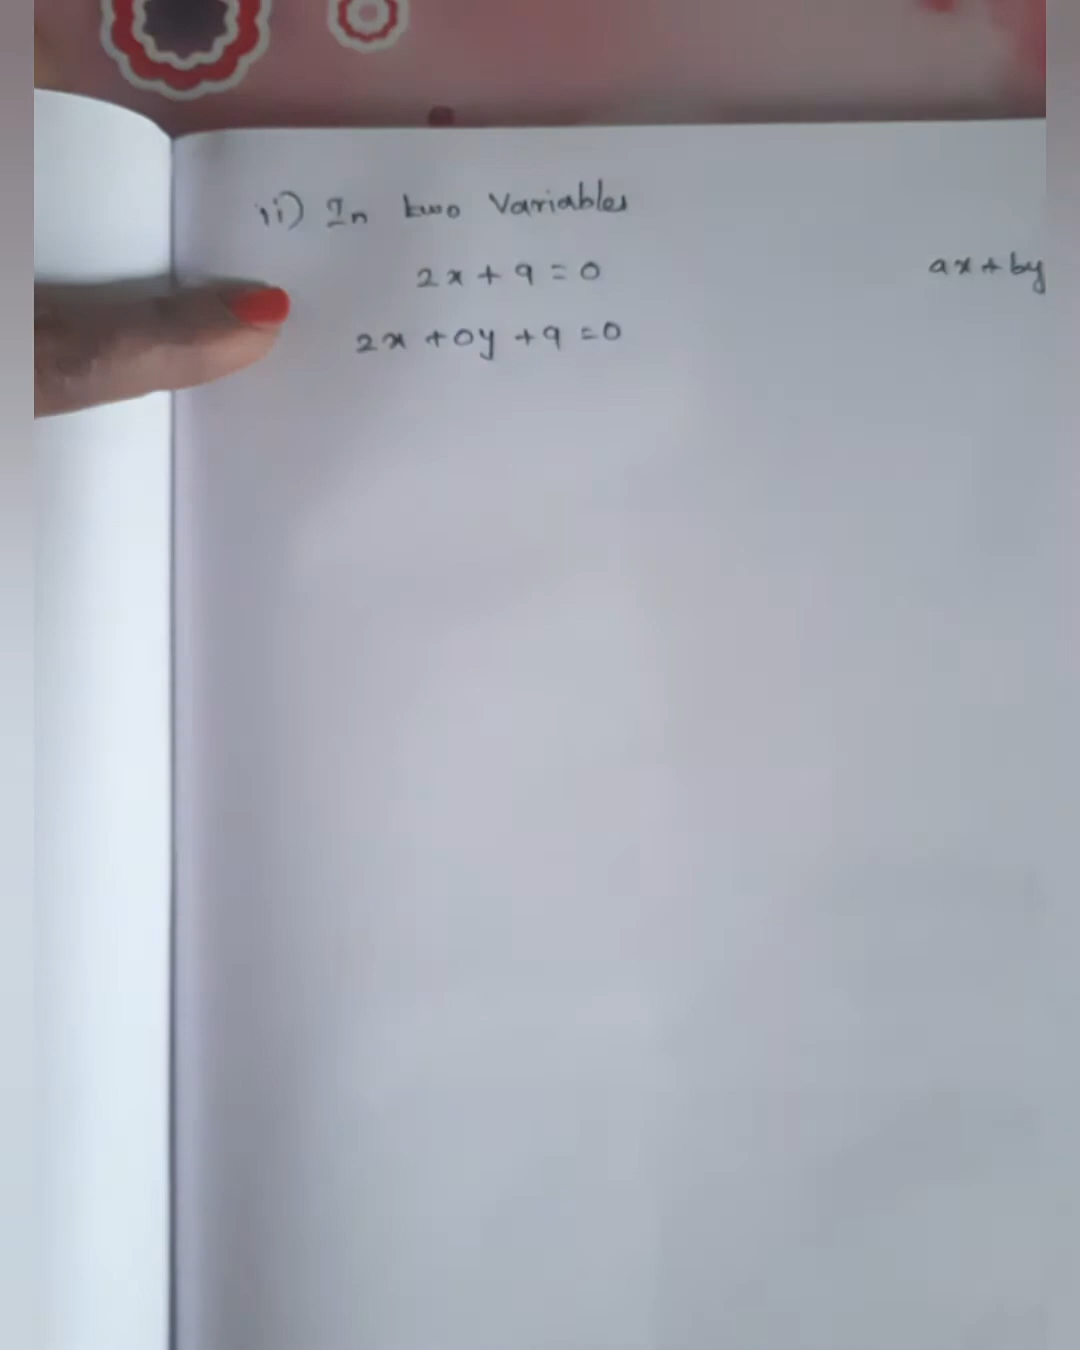 ii) In two Variables
2x + 9 = 0
ax + by
2x + 0y + 9 = 0